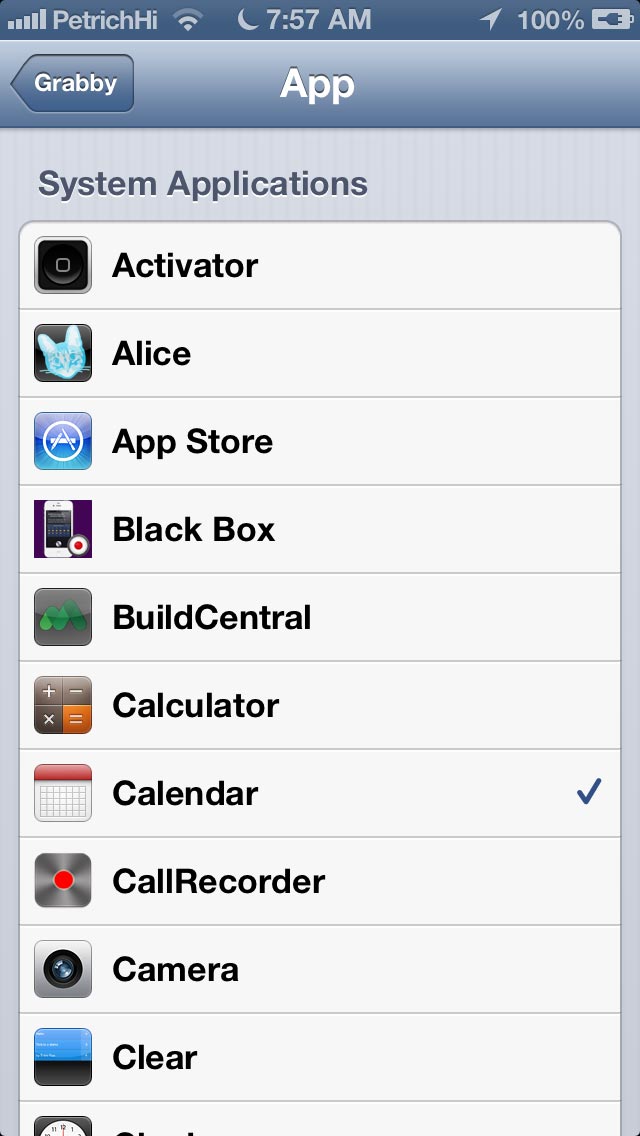 PetrichHi 7:57 AM 100%
Grabby
App
System Applications
Activator
Alice
App Store
Black Box
BuildCentral
Calculator
Calendar
CallRecorder
Camera
Clear